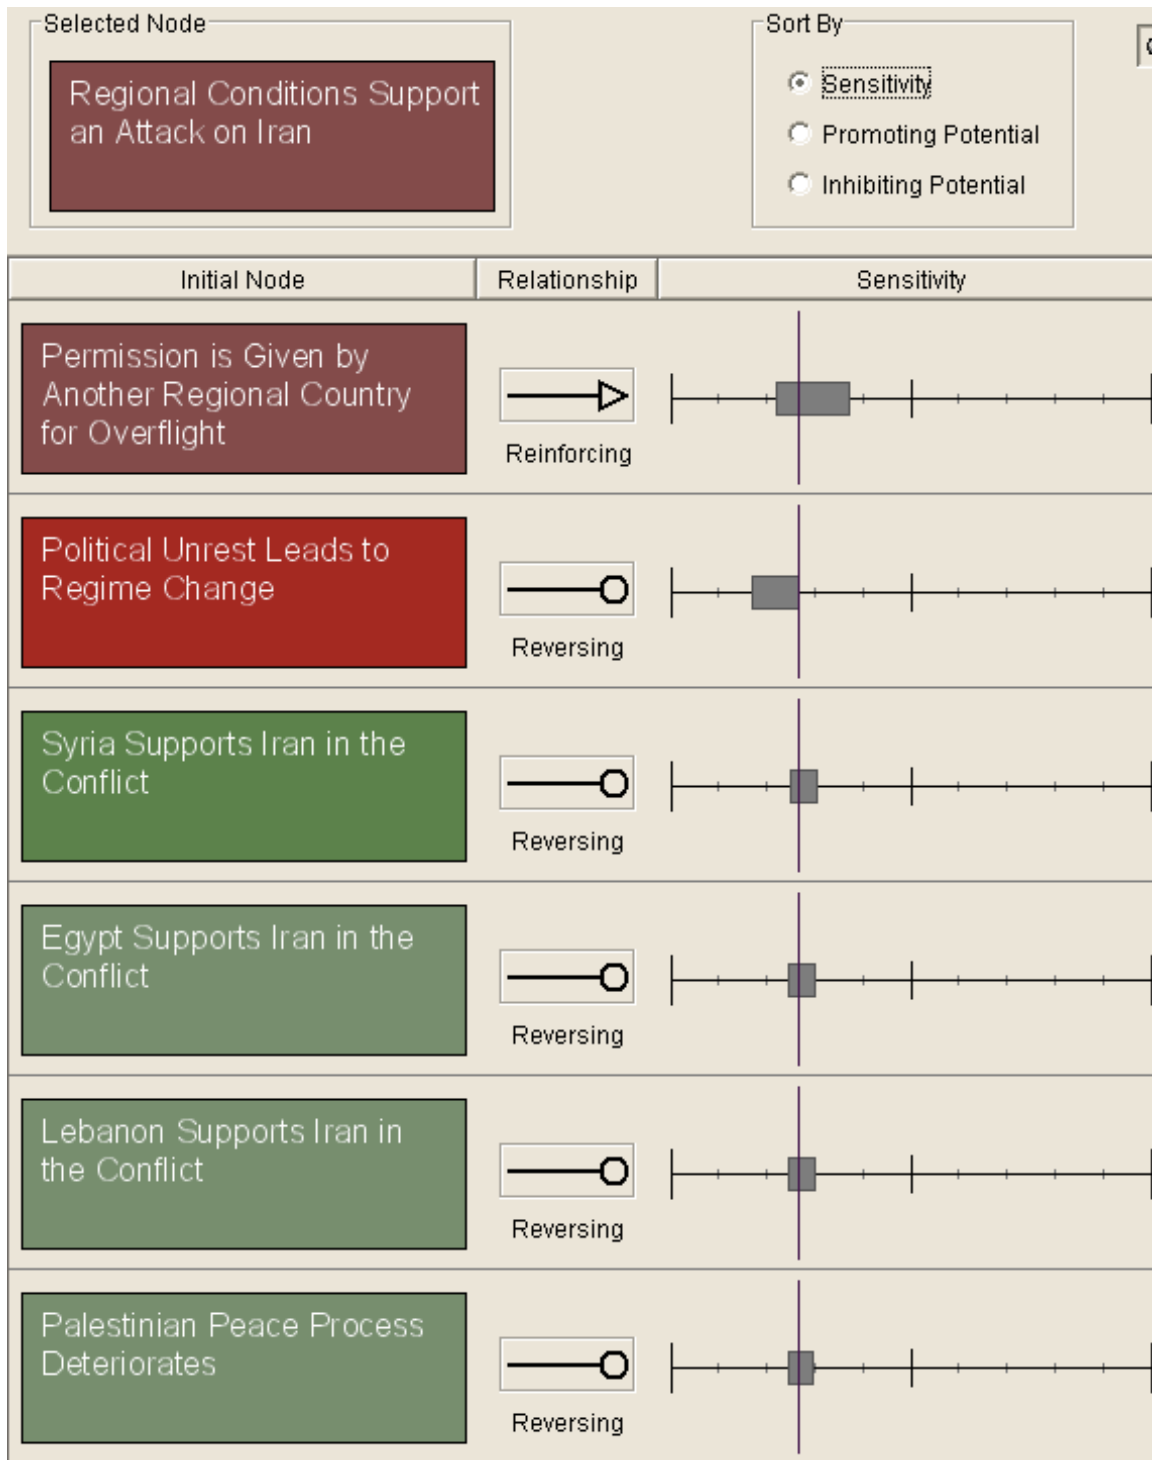 Selected Node
Sort By
Regional Conditions Support
an Attack on Iran
Sensitivity
Promoting Potential
Inhibiting Potential
Initial Node
Relationship
Sensitivity
Permission is Given by
Another Regional Country
for Overflight
Reinforcing
Political Unrest Leads to
Regime Change
Reversing
Syria Supports Iran in the
Conflict
Reversing
Egypt Supports Iran in the
Conflict
Reversing
Lebanon Supports Iran in
the Conflict
Reversing
Palestinian Peace Process
Deteriorates
Reversing